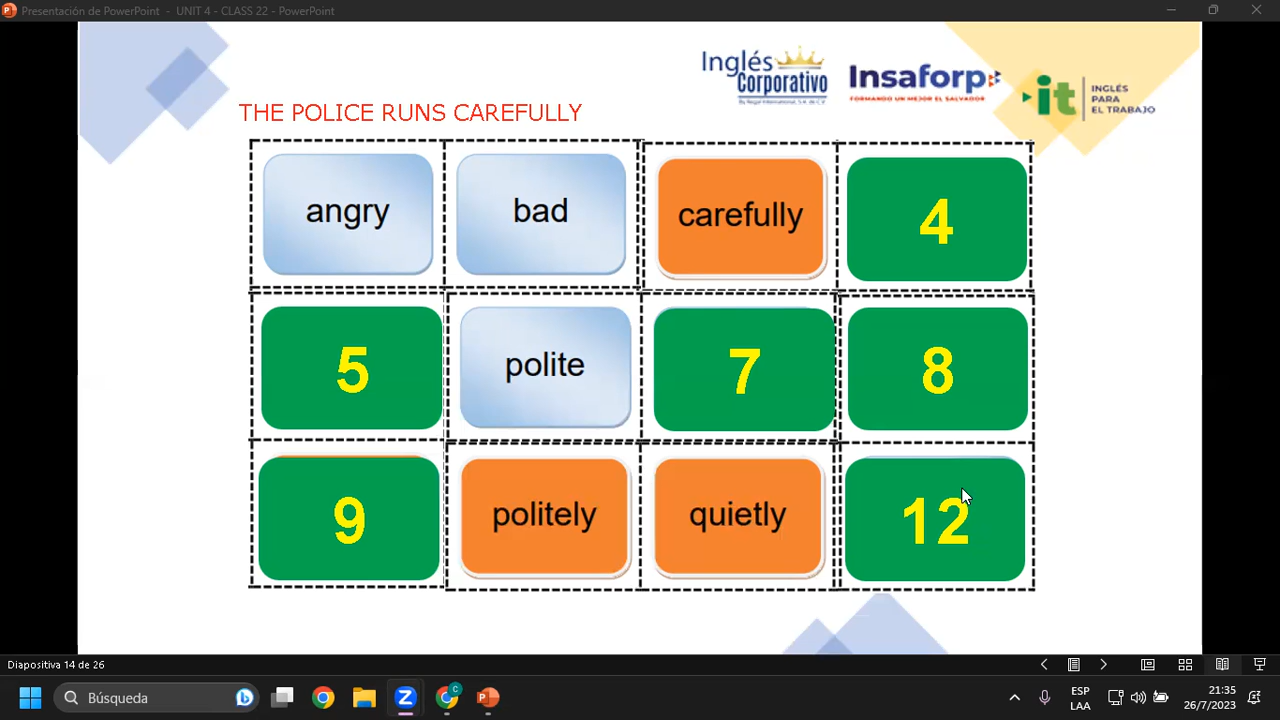 Presentación de PowerPoint - UNIT 4 - CLASS 22 - PowerPoint
Inglés
Corporativo
Insaforp
FORMANDO UN MEJOR EL SALVADOR
it
INGLÉS
PARA
EL TRABAJO
THE POLICE RUNS CAREFULLY
angry
bad
carefully
4
5
polite
7
8
9
politely
quietly
12
Diapositiva 14 de 26
Búsqueda
ESP
LAA
21:35
26/7/2023